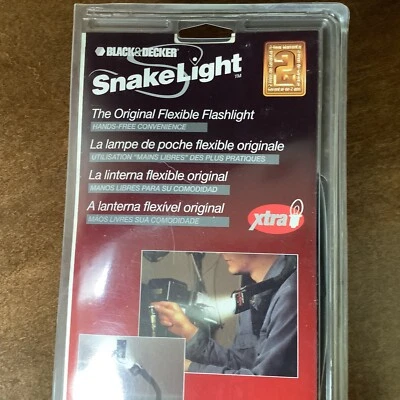 BLACK&DECKER®
SnakeLight™
The Original Flexible Flashlight
HANDS-FREE CONVENIENCE
La lampe de poche flexible originale
UTILISATION "MAINS LIBRES" DES PLUS PRATIQUES
La linterna flexible original
MANOS LIBRES PARA SU COMODIDAD
A lanterna flexível original
MÃOS LIVRES SUA COMODIDADE
2
xtra